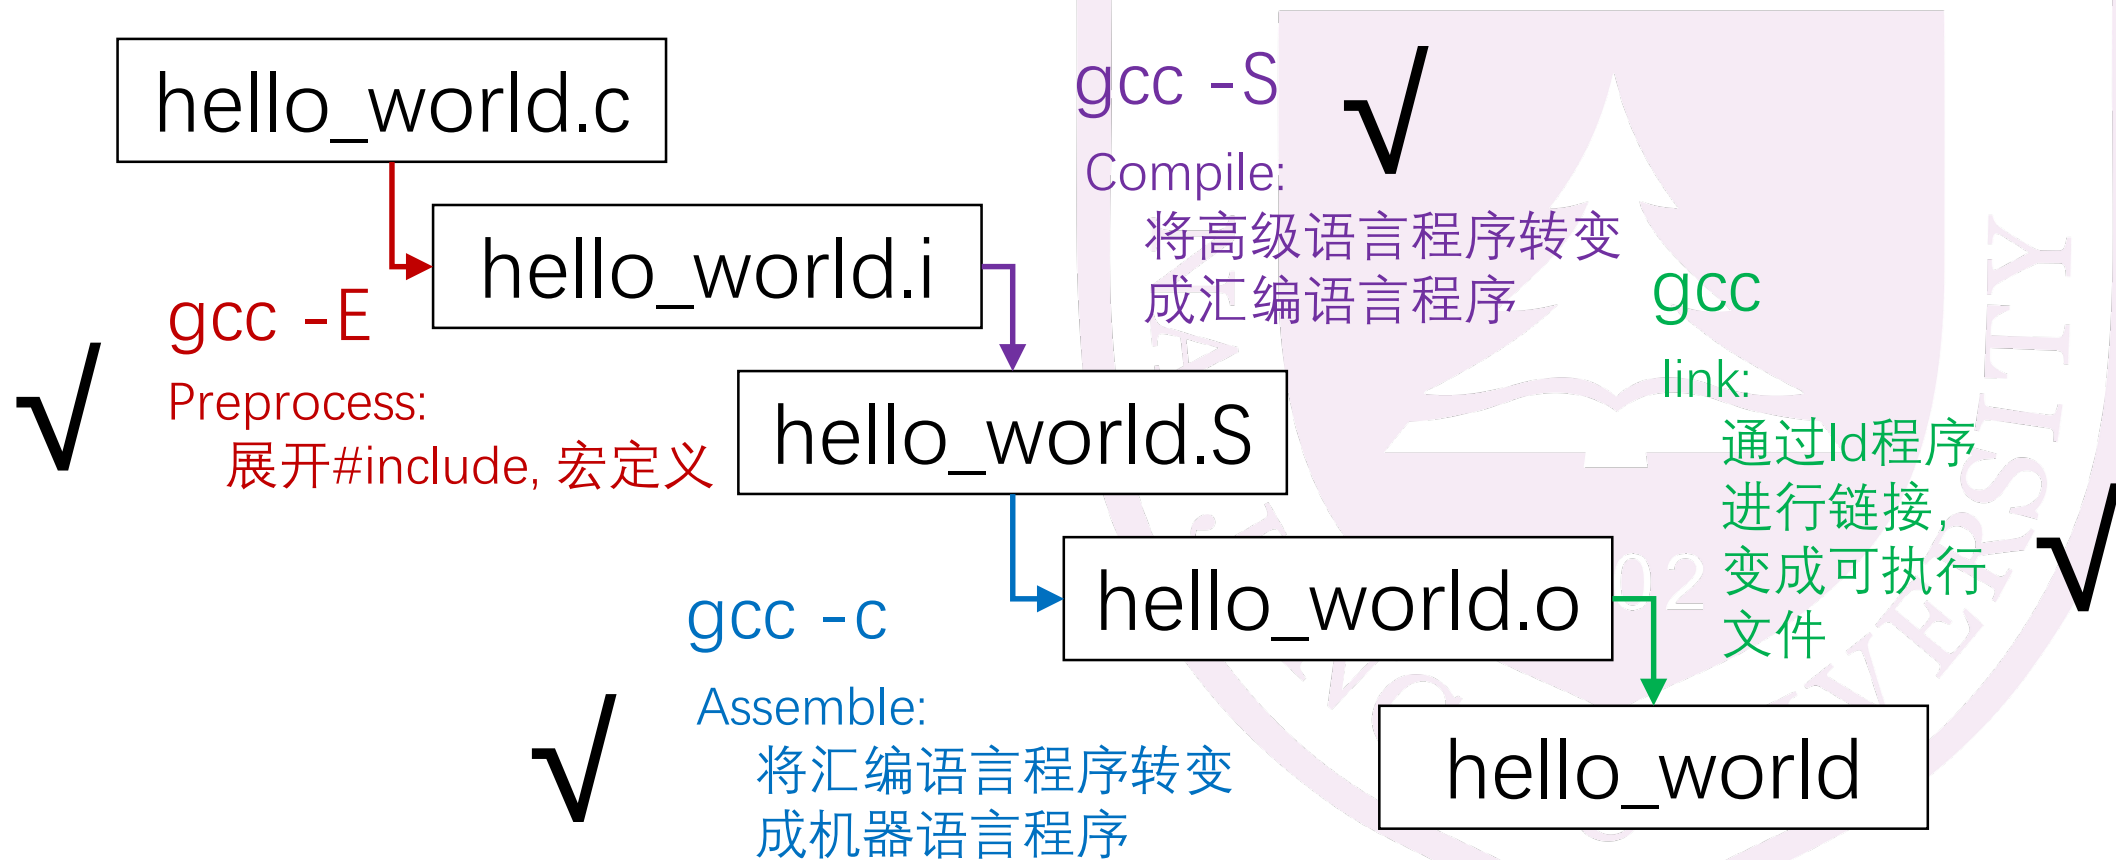 hello_world.c
gcc -E
Preprocess:
展开#include, 宏定义
hello_world.i
gcc -S
Compile:
将高级语言程序转变
成汇编语言程序
hello_world.S
gcc -c
Assemble:
将汇编语言程序转变
成机器语言程序
hello_world.o
gcc
link:
通过ld程序
进行链接,
变成可执行
文件
hello_world